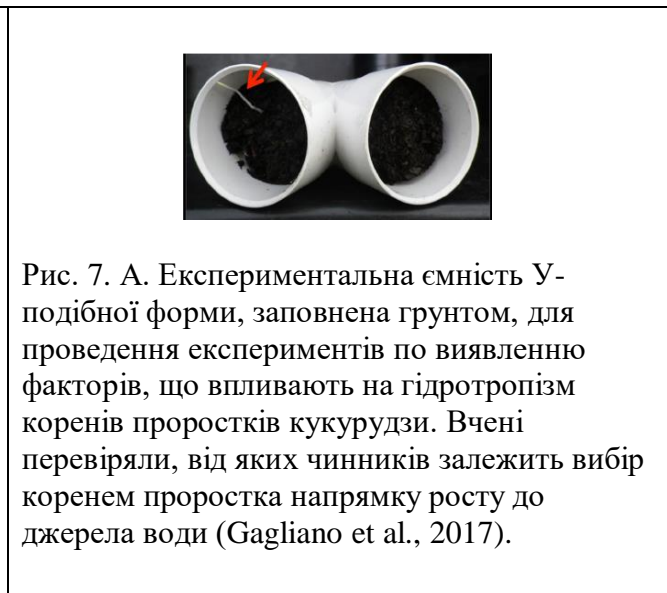 Рис. 7. А. Експериментальна ємність У-
подібної форми, заповнена грунтом, для
проведення експериментів по виявленню
факторів, що впливають на гідротропізм
коренів проростків кукурудзи. Вчені
перевіряли, від яких чинників залежить вибір
коренем проростка напрямку росту до
джерела води (Gagliano et al., 2017).